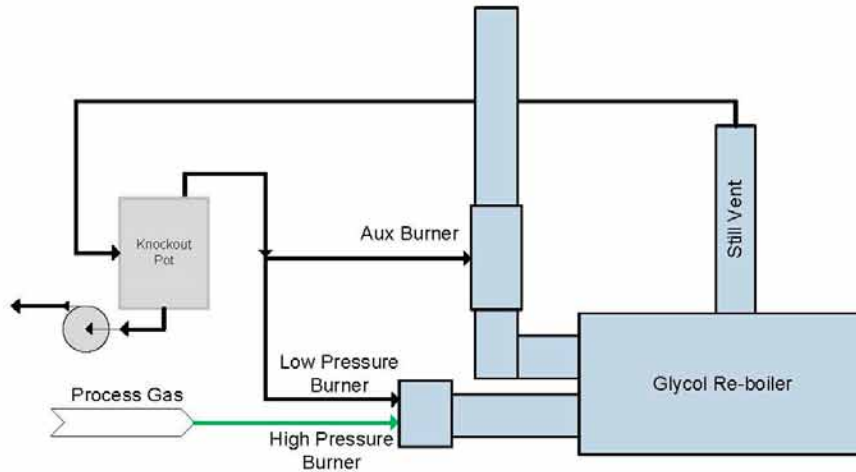 Still Vent
Knockout
Pot
Aux Burner
Low Pressure
Burner
Glycol Re-boiler
Process Gas
High Pressure
Burner